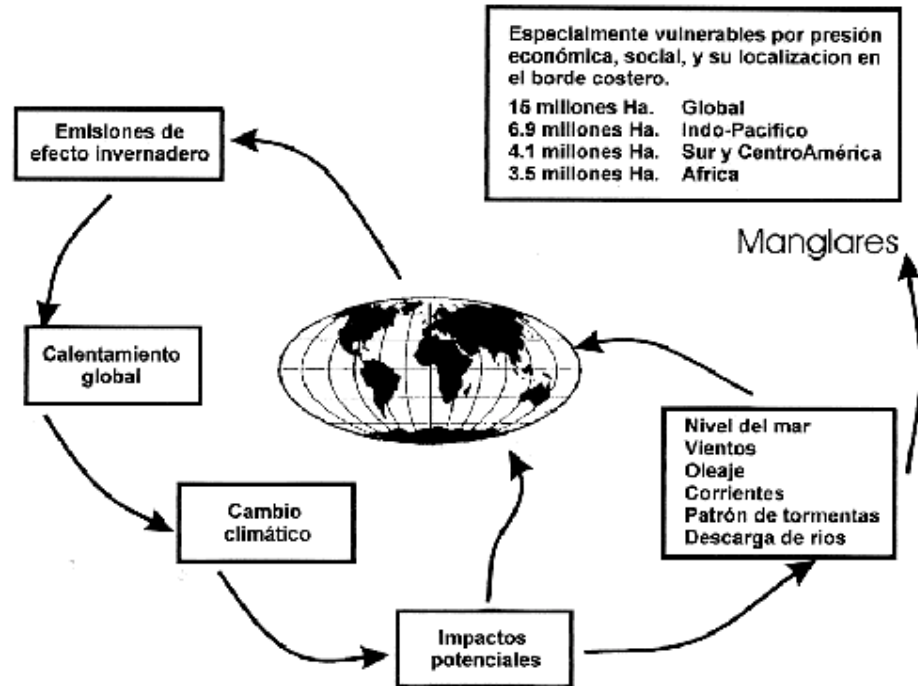 Especialmente vulnerables por presión
económica, social, y su localizacion en
el borde costero.
15 millones Ha. Global
6.9 millones Ha. Indo-Pacifico
4.1 millones Ha. Sur y CentroAmérica
3.5 millones Ha. Africa
Manglares
Emisiones de
efecto invernadero
Calentamiento
global
Cambio
climático
Impactos
potenciales
Nivel del mar
Vientos
Oleaje
Corrientes
Patrón de tormentas
Descarga de rios